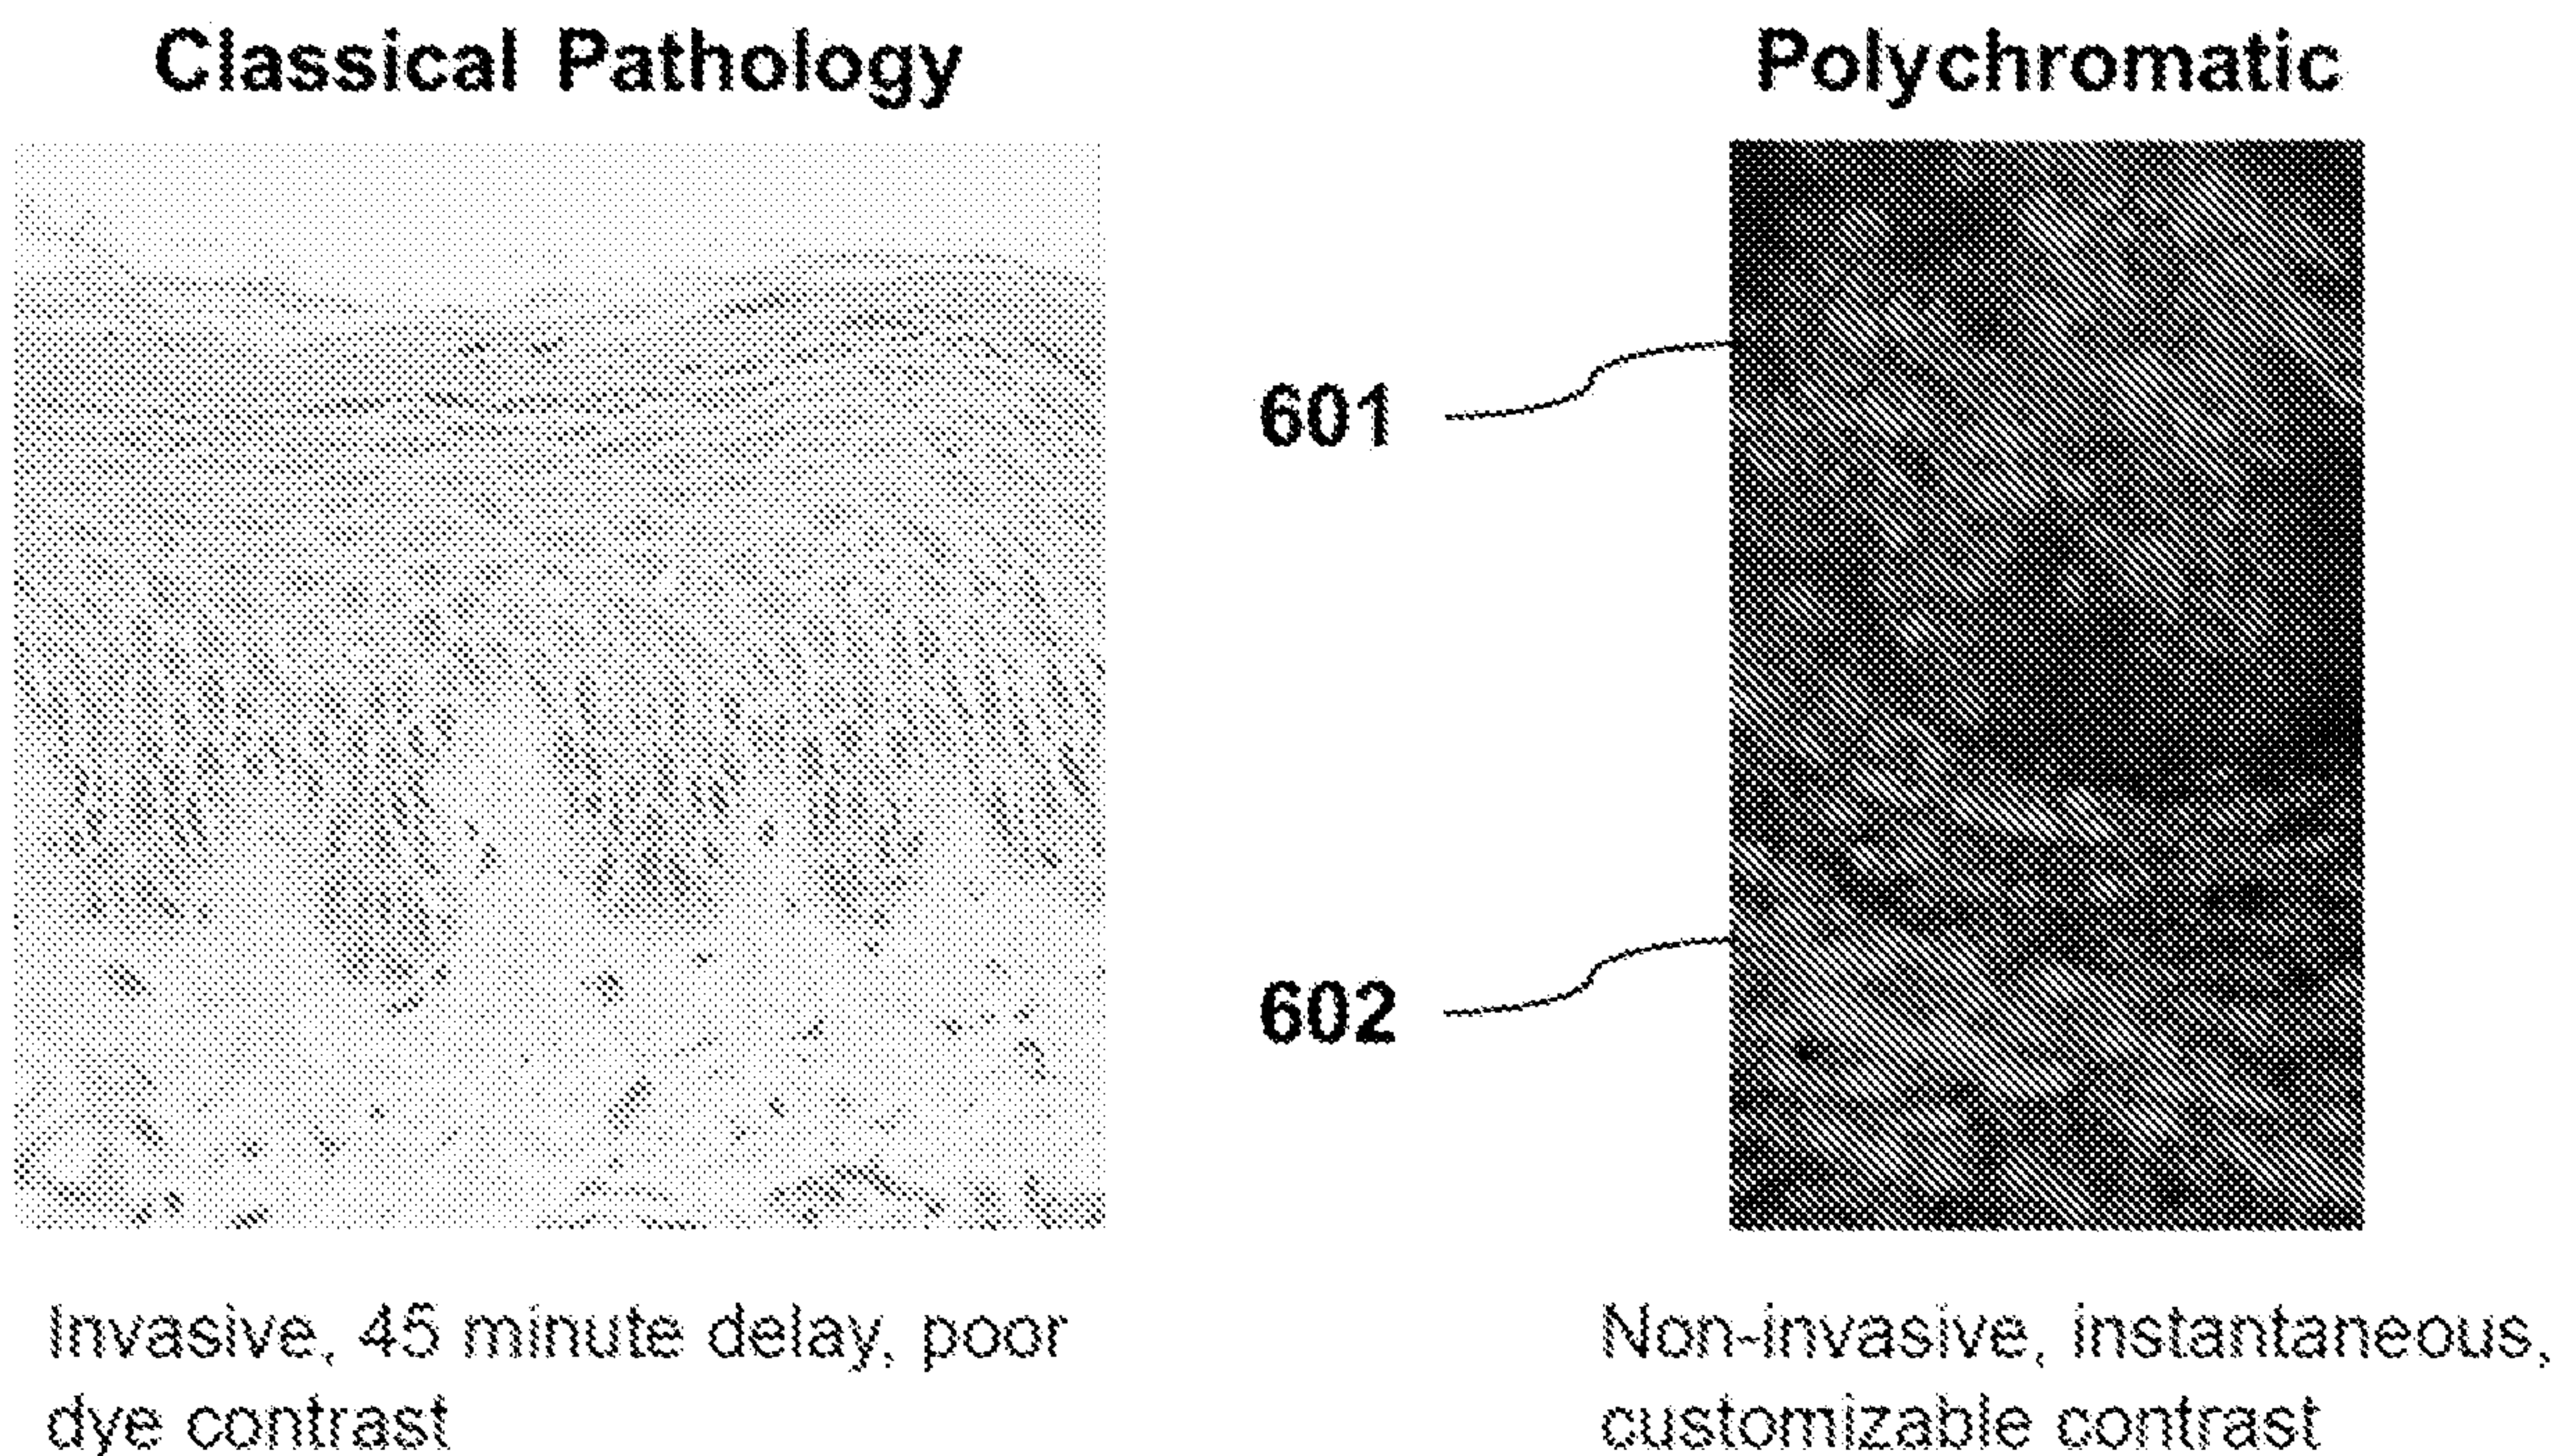 Classical Pathology
Polychromatic
601
602
Invasive, 45 minute delay, poor
dye contrast
Non-invasive, instantaneous,
customizable contrast